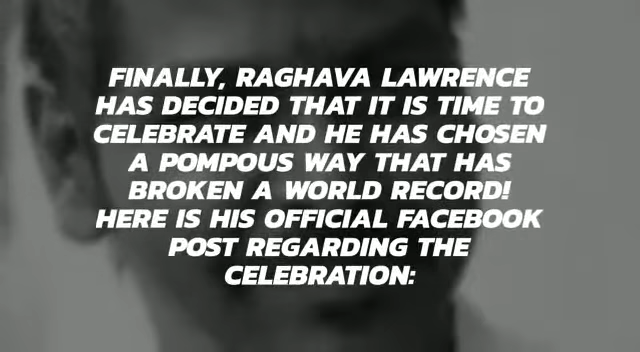 FINALLY, RAGHAVA LAWRENCE
HAS DECIDED THAT IT IS TIME TO
CELEBRATE AND HE HAS CHOSEN
A POMPOUS WAY THAT HAS
BROKEN A WORLD RECORD!
HERE IS HIS OFFICIAL FACEBOOK
POST REGARDING THE
CELEBRATION: